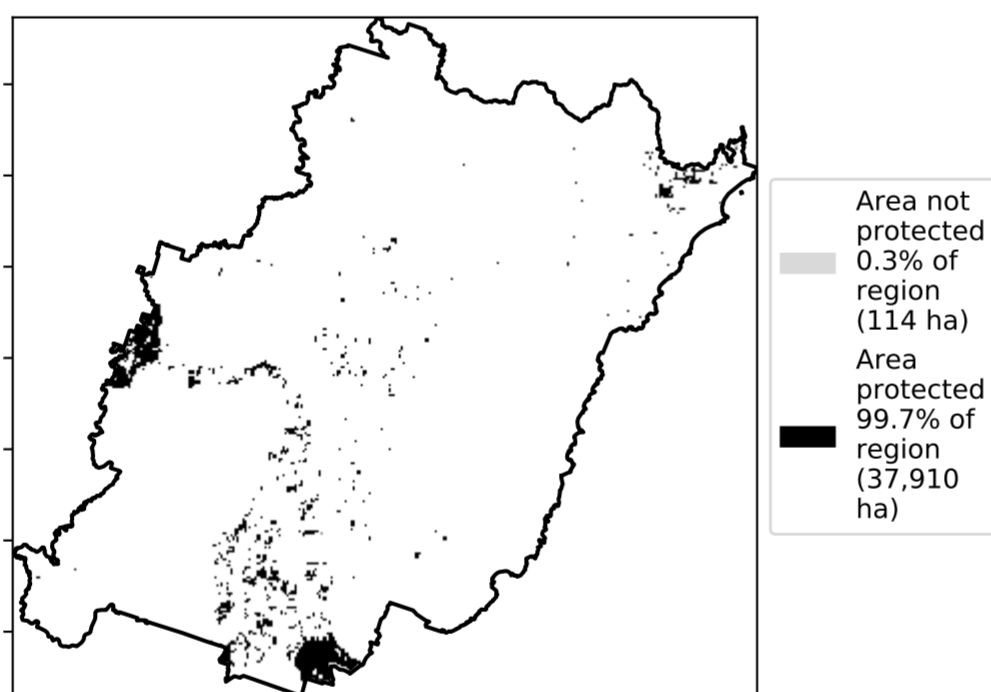 Area not
protected
0.3% of
region
(114 ha)
Area
protected
99.7% of
region
(37,910
ha)